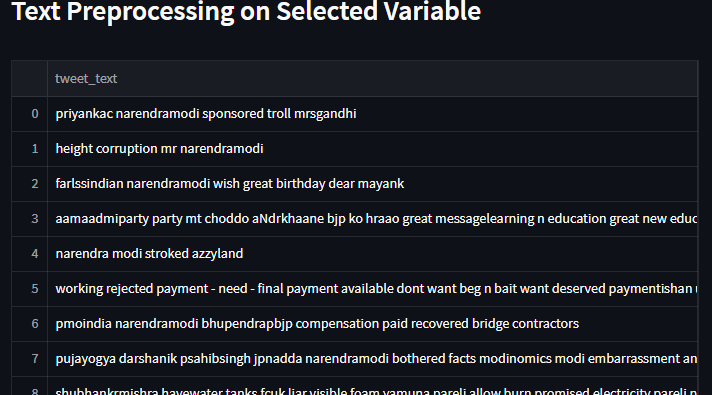 Text Preprocessing on Selected Variable
tweet_text
0 priyankac narendramodi sponsored troll mrsgandhi
1 height corruption mr narendramodi
2 farlssindian narendramodi wish great birthday dear mayank
3 aamaadmiparty party mt choddo aNdrkhaane bjp ko hraao great messagelearning n education great new educ
4 narendra modi stroked azzyland
5 working rejected payment - need - final payment available dont want beg n bait want deserved paymentishan
6 pmoindia narendramodi bhupendrapbjp compensation paid recovered bridge contractors
7 pujayogya darshanik psahibsingh jpnadda narendramodi bothered facts modinomics modi embarrassment an
8 shubhankrmishra havewater tanks fcuk liar visible foam yamuna pareli allow burn promised electricity pareli